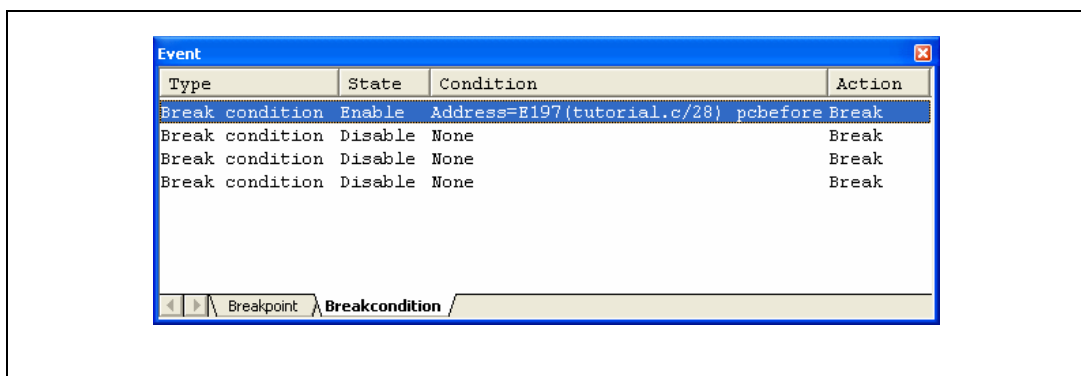 Event
Type State Condition Action
Break condition Enable Address=E197(tutorial.c/28) pcbefore Break
Break condition Disable None Break
Break condition Disable None Break
Break condition Disable None Break
Breakpoint Breakcondition